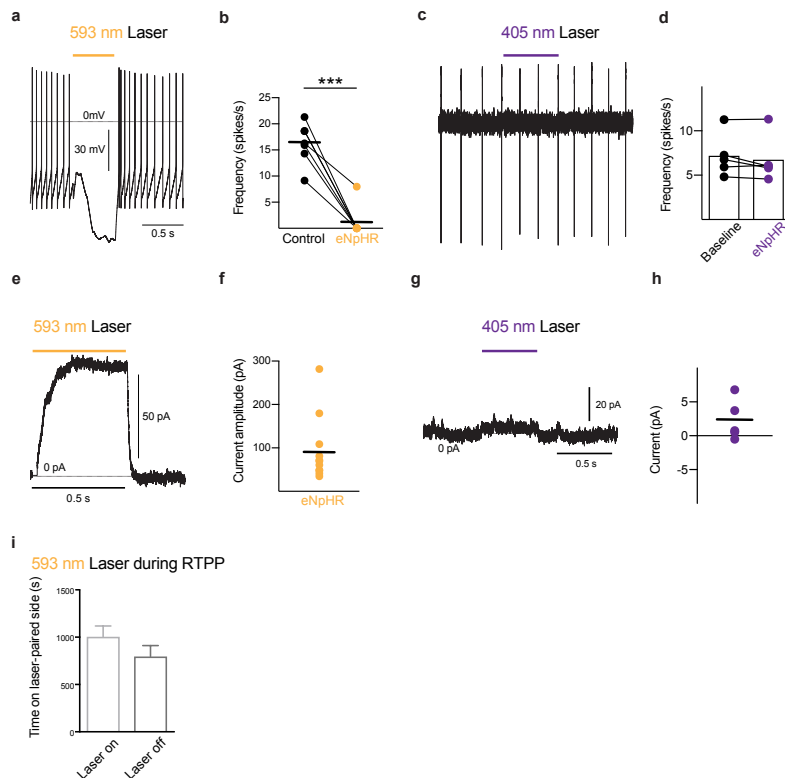 a
593 nm Laser
0mV
30 mV
0.5 s
b
***
Frequency (spikes/s)
25
20
15
10
5
Control
eNpHR
c
405 nm Laser
d
Frequency (spikes/s)
10
5
Baseline
eNpHR
e
593 nm Laser
50 pA
0 pA
0.5 s
f
Current amplitude (pA)
300
200
100
eNpHR
g
405 nm Laser
20 pA
0 pA
0.5 s
h
Current (pA)
5
0
-5
i
593 nm Laser during RTPP
Time on laser-paired side (s)
1500
1000
500
0
Laser on
Laser off